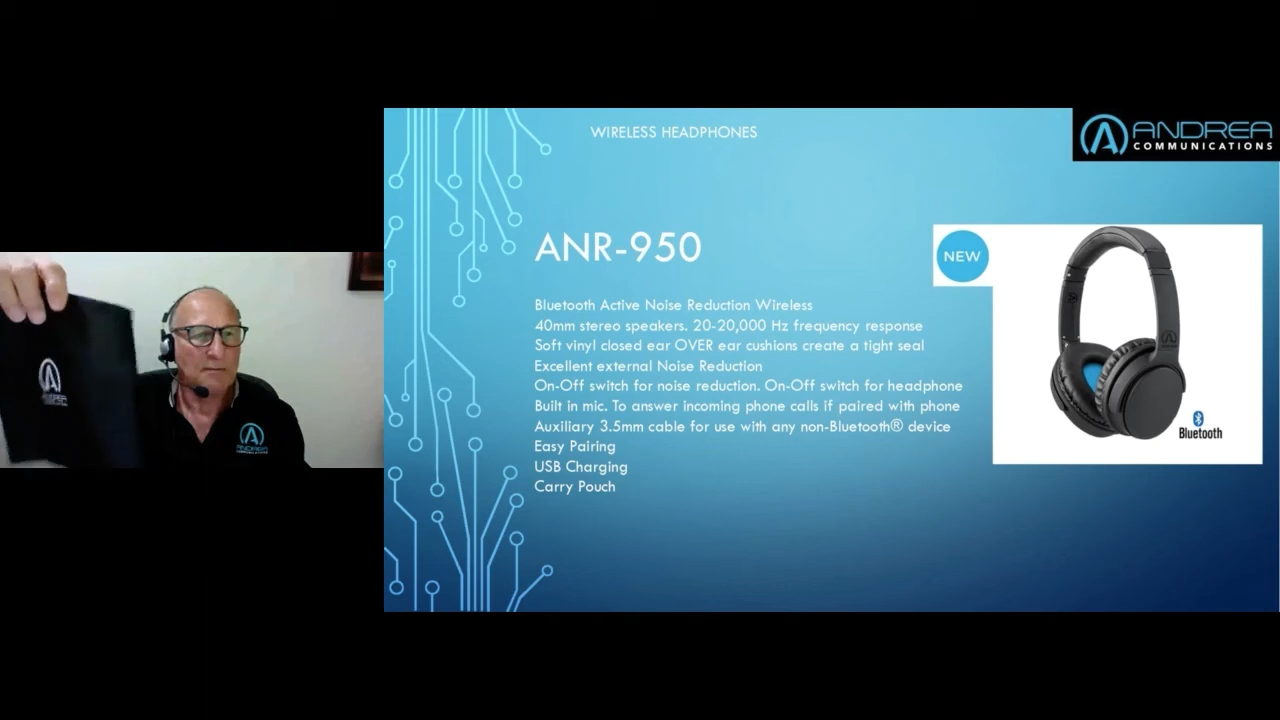 WIRELESS HEADPHONES
ANDREA
COMMUNICATIONS
ANR-950
Bluetooth Active Noise Reduction Wireless
40mm stereo speakers. 20-20,000 Hz frequency response
Soft vinyl closed ear OVER ear cushions create a tight seal
Excellent external Noise Reduction
On-Off switch for noise reduction. On-Off switch for headphone
Built in mic. To answer incoming phone calls if paired with phone
Auxiliary 3.5mm cable for use with any non-Bluetooth® device
Easy Pairing
USB Charging
Carry Pouch
NEW
Bluetooth
ANDREA